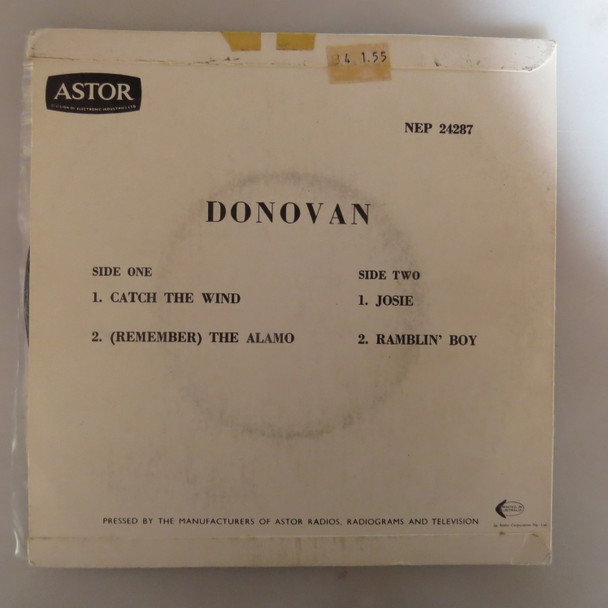 34 1.55
ASTOR
NEP 24287
DONOVAN
SIDE ONE
1. CATCH THE WIND
2. (REMEMBER) THE ALAMO
SIDE TWO
1. JOSIE
2. RAMBLIN' BOY
PRESSED BY THE MANUFACTURERS OF ASTOR RADIOS, RADIOGRAMS AND TELEVISION